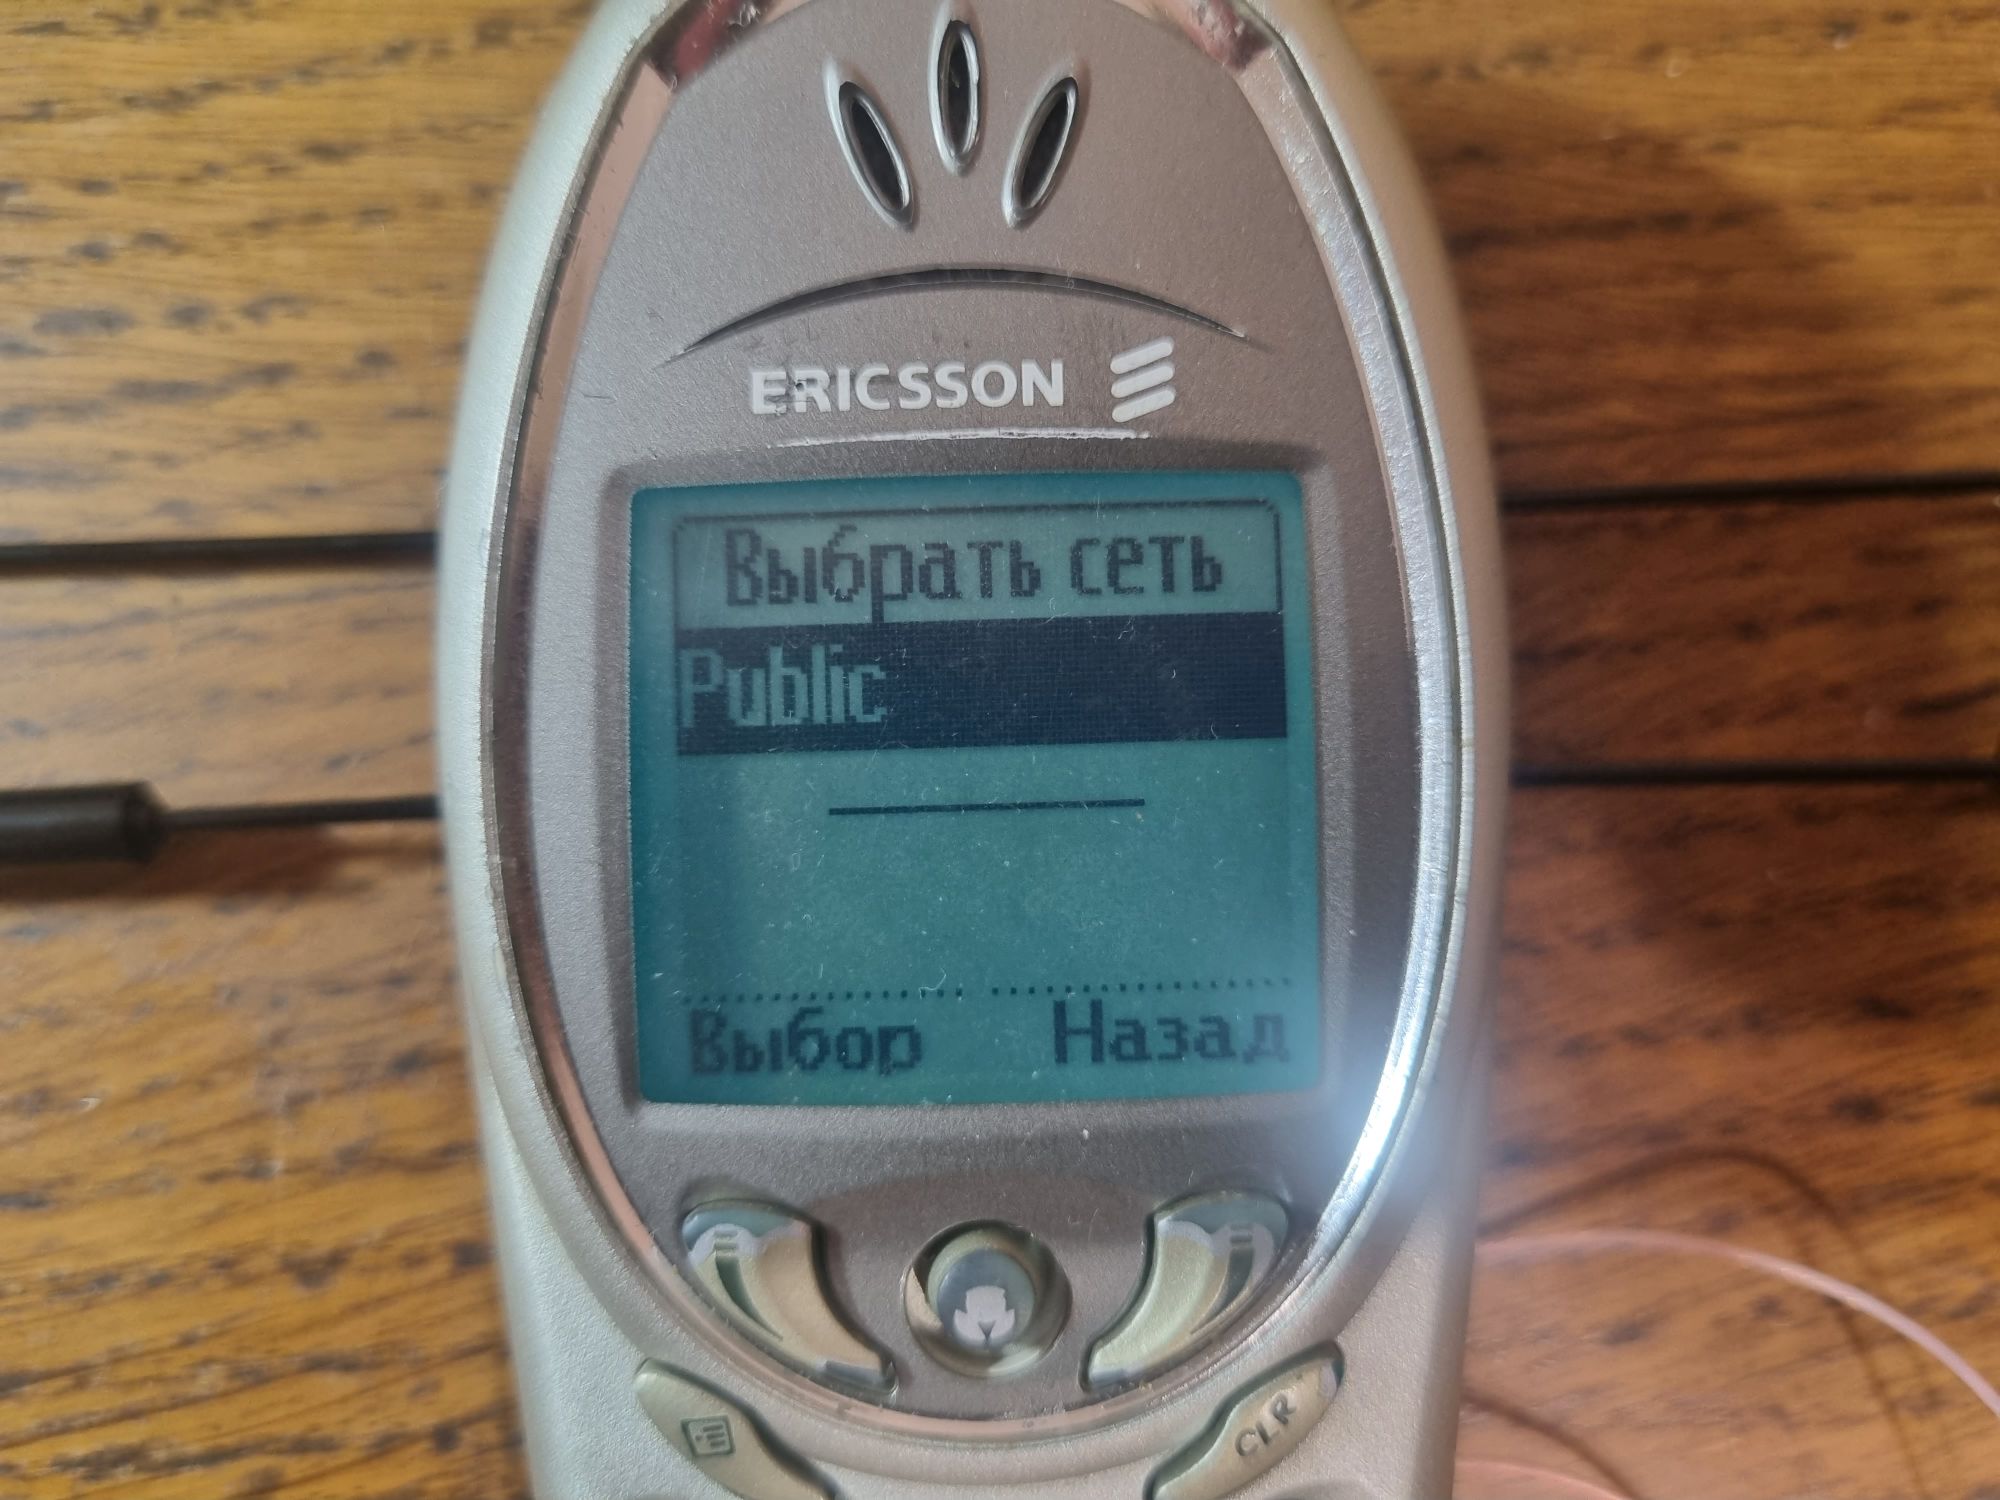 ERICSSON
Выбрать сеть
Public
Выбор Назад
CLR